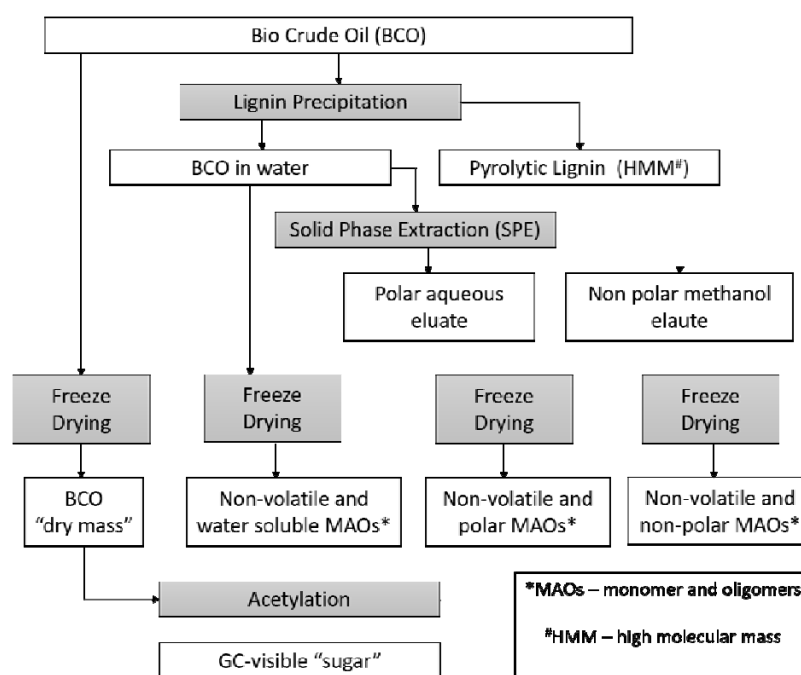 Bio Crude Oil (BCO)
Lignin Precipitation
BCO in water
Pyrolytic Lignin (HMM#)
Solid Phase Extraction (SPE)
Polar aqueous
eluate
Non polar methanol
elaute
Freeze
Drying
Freeze
Drying
Freeze
Drying
Freeze
Drying
BCO
“dry mass”
Non-volatile and
water soluble MAOs*
Non-volatile and
polar MAOs*
Non-volatile and
non-polar MAOs*
Acetylation
GC-visible “sugar”
*MAOs – monomer and oligomers
#HMM – high molecular mass